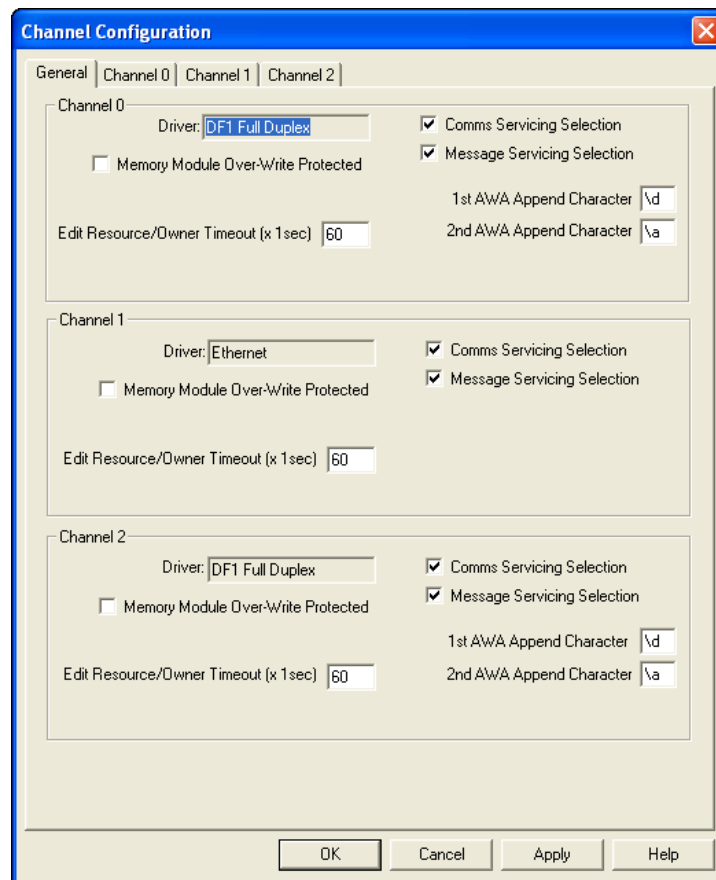 Channel Configuration
General Channel 0 Channel 1 Channel 2
Channel 0
Driver: DF1 Full Duplex
Comms Servicing Selection
Memory Module Over-Write Protected
Message Servicing Selection
1st AWA Append Character \d
Edit Resource/Owner Timeout (x 1sec) 60
2nd AWA Append Character \a
Channel 1
Driver: Ethernet
Comms Servicing Selection
Memory Module Over-Write Protected
Message Servicing Selection
Edit Resource/Owner Timeout (x 1sec) 60
Channel 2
Driver: DF1 Full Duplex
Comms Servicing Selection
Memory Module Over-Write Protected
Message Servicing Selection
1st AWA Append Character \d
Edit Resource/Owner Timeout (x 1sec) 60
2nd AWA Append Character \a
OK Cancel Apply Help